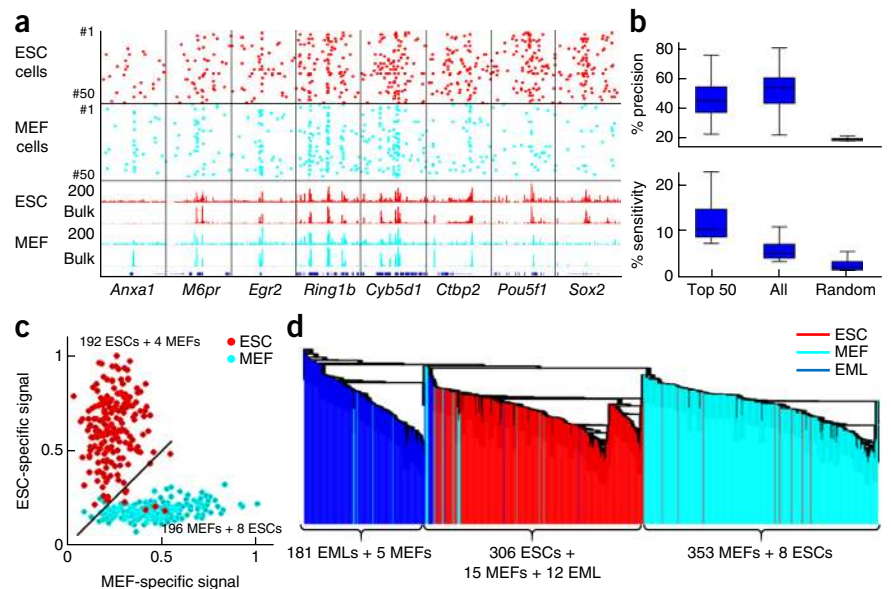 a
ESC
cells
#1
#50
MEF
cells
#1
#50
ESC
200
Bulk
MEF
200
Bulk
Anxa1 M6pr Egr2 Ring1b Cyb5d1 Ctbp2 Pou5f1 Sox2
b
% precision
80
60
40
20
% sensitivity
20
10
0
Top 50 All Random
c
192 ESCs + 4 MEFs
ESC
MEF
ESC-specific signal
1
0.5
0
196 MEFs + 8 ESCs
0 0.5 1
MEF-specific signal
d
ESC
MEF
EML
181 EMLs + 5 MEFs
306 ESCs +
15 MEFs + 12 EML
353 MEFs + 8 ESCs